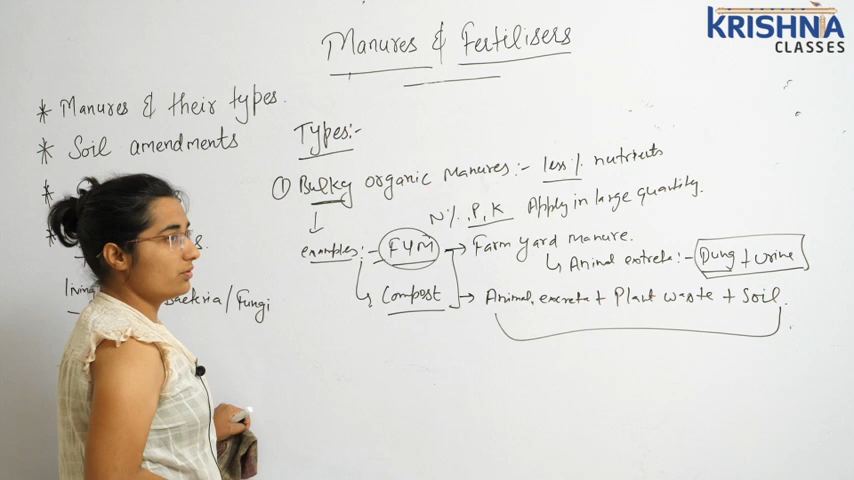 KRISHNA
CLASSES
Manures & Fertilisers
* Manures & their types.
* Soil amendments
*
*
Bacteria/Fungi
Types:-
① Bulky organic manures:- less % nutrients
N%, P, K Apply in large quantity.
examples:- FYM → Farm yard manure.
Animal extreta:- Dung + urine
Compost → Animal, excreta + Plant waste + Soil.